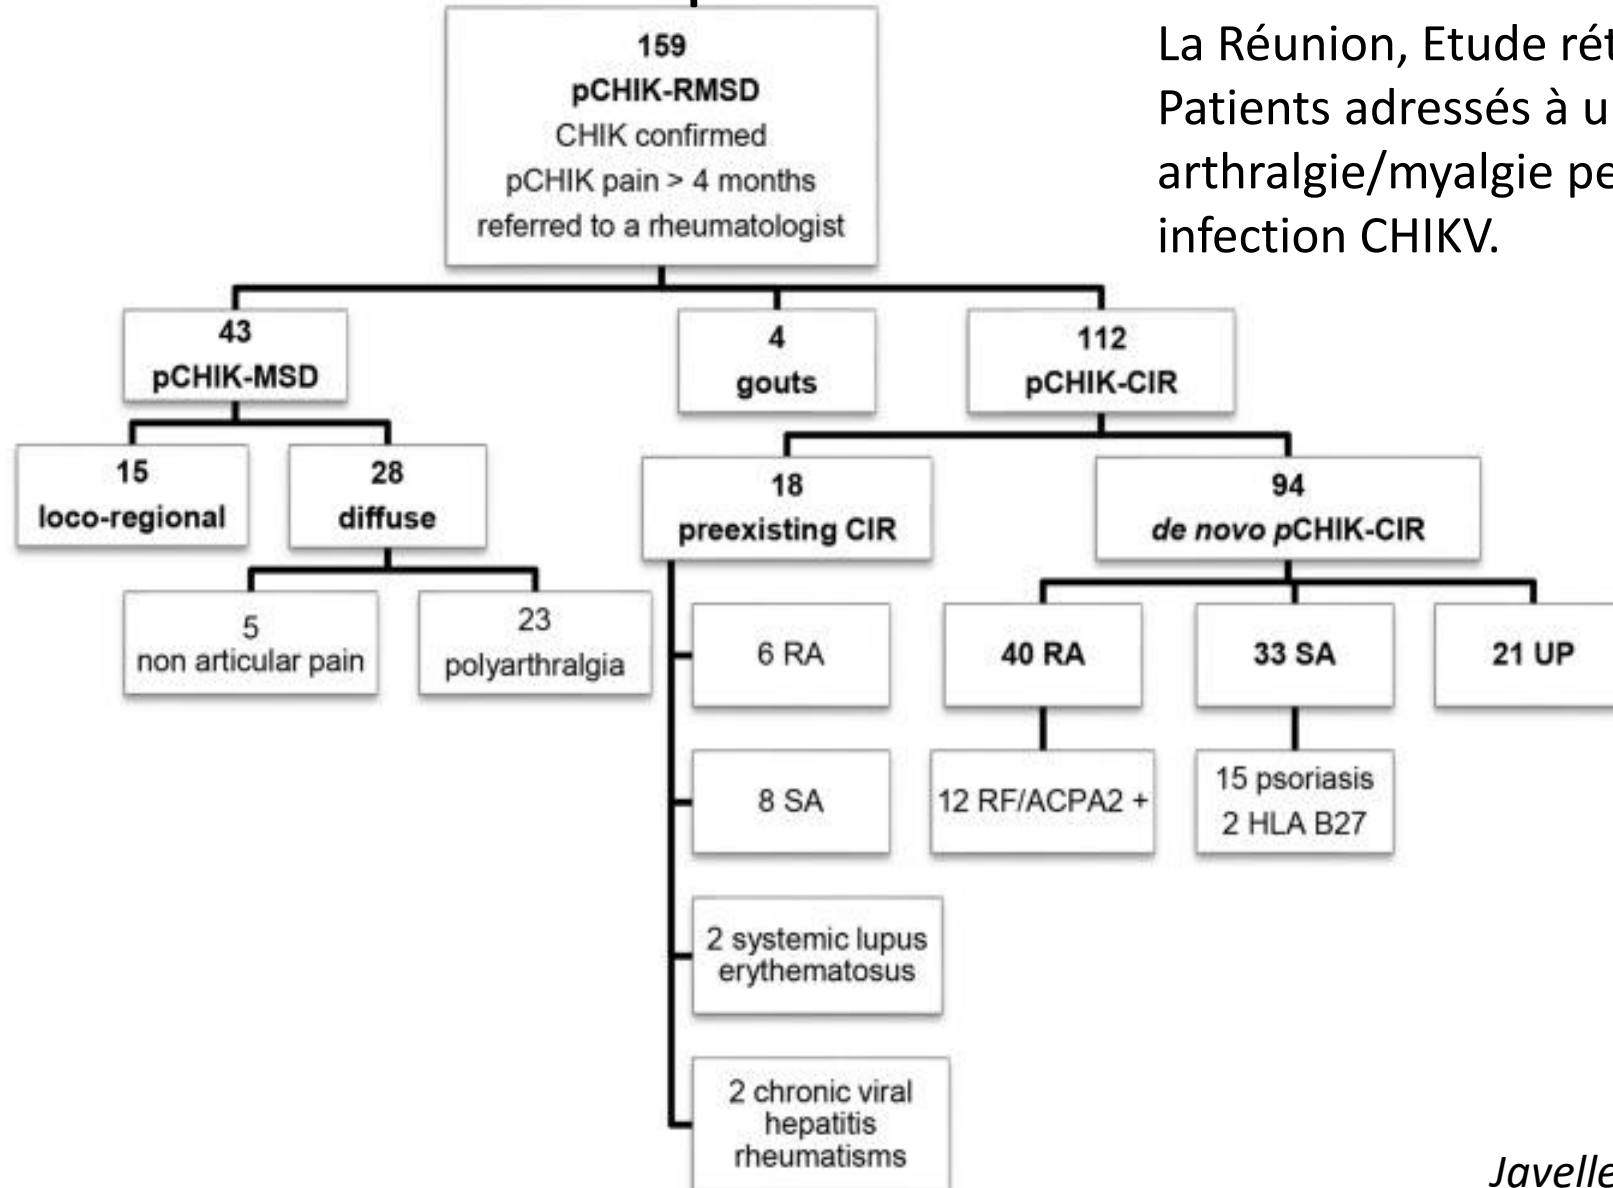 159
pCHIK-RMSD
CHIK confirmed
pCHIK pain > 4 months
referred to a rheumatologist
La Réunion, Etude
Patients adressés à
arthralgie/myalgie
infection CHIKV.
43
pCHIK-MSD
4
gouts
112
pCHIK-CIR
15
loco-regional
28
diffuse
18
preexisting CIR
94
de novo pCHIK-CIR
5
non articular pain
23
polyarthralgia
6 RA
40 RA
33 SA
21 UP
8 SA
12 RF/ACPA2 +
15 psoriasis
2 HLA B27
2 systemic lupus
erythematosus
2 chronic viral
hepatitis
rheumatisms
Javelle